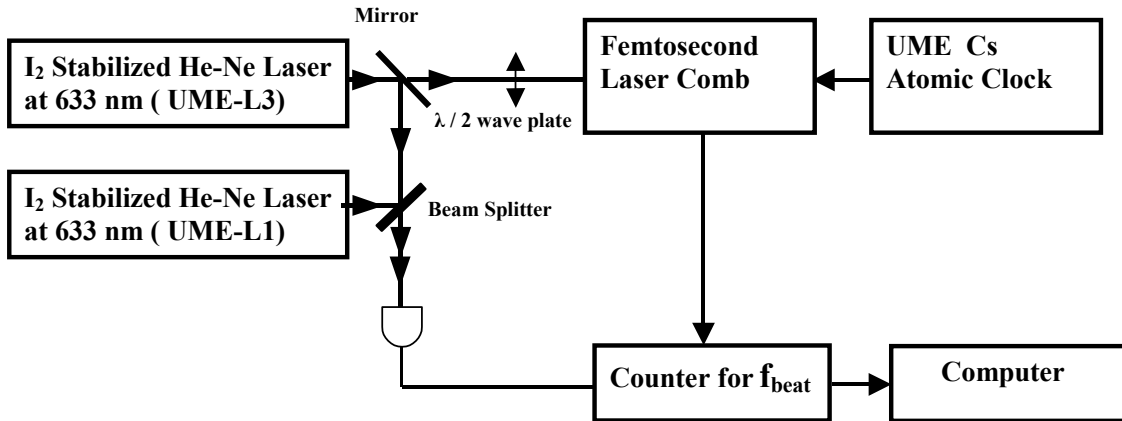 Mirror
I₂ Stabilized He-Ne Laser
at 633 nm ( UME-L3)
Femtosecond
Laser Comb
UME Cs
Atomic Clock
λ / 2 wave plate
I₂ Stabilized He-Ne Laser
at 633 nm ( UME-L1)
Beam Splitter
Counter for fbeat
Computer